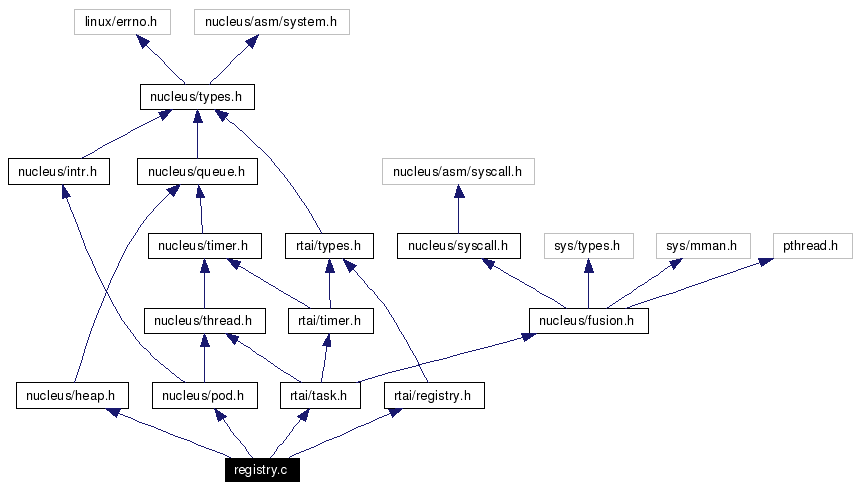 linux/errno.h
nucleus/asm/system.h
nucleus/types.h
nucleus/intr.h
nucleus/queue.h
nucleus/asm/syscall.h
nucleus/timer.h
rtai/types.h
nucleus/syscall.h
sys/types.h
sys/mman.h
pthread.h
nucleus/thread.h
rtai/timer.h
nucleus/fusion.h
nucleus/heap.h
nucleus/pod.h
rtai/task.h
rtai/registry.h
registry.c